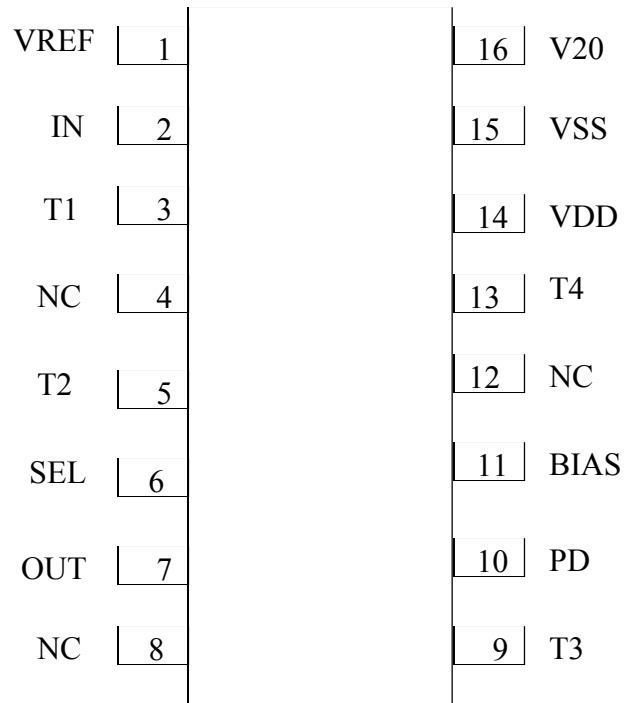 VREF 1 16 V20
IN 2 15 VSS
T1 3 14 VDD
NC 4 13 T4
T2 5 12 NC
SEL 6 11 BIAS
OUT 7 10 PD
NC 8 9 T3